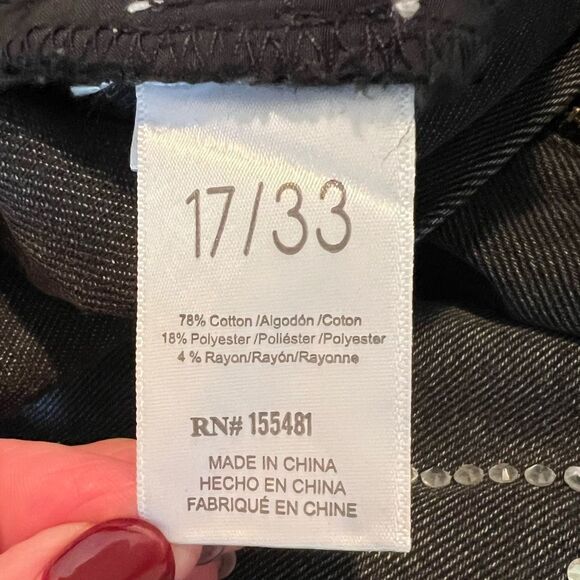 17/33
78% Cotton /Algodón /Coton
18% Polyester /Poliéster /Polyester
4 % Rayon/Rayón/Rayonne
RN# 155481
MADE IN CHINA
HECHO EN CHINA
FABRIQUÉ EN CHINE